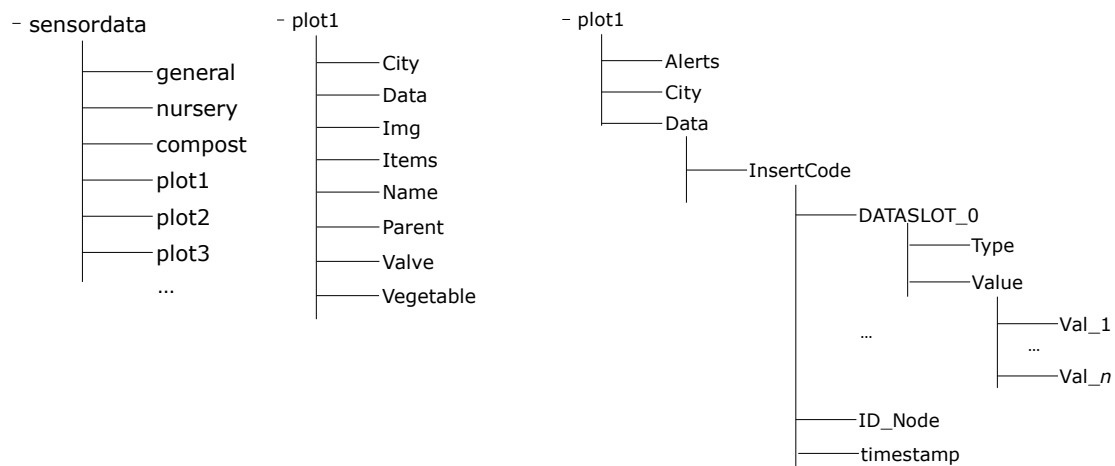 - sensordata
general
nursery
compost
plot1
plot2
plot3
...
- plot1
City
Data
Img
Items
Name
Parent
Valve
Vegetable
- plot1
Alerts
City
Data
InsertCode
DATASLOT_0
Type
Value
Val_1
...
Val_n
...
ID_Node
timestamp